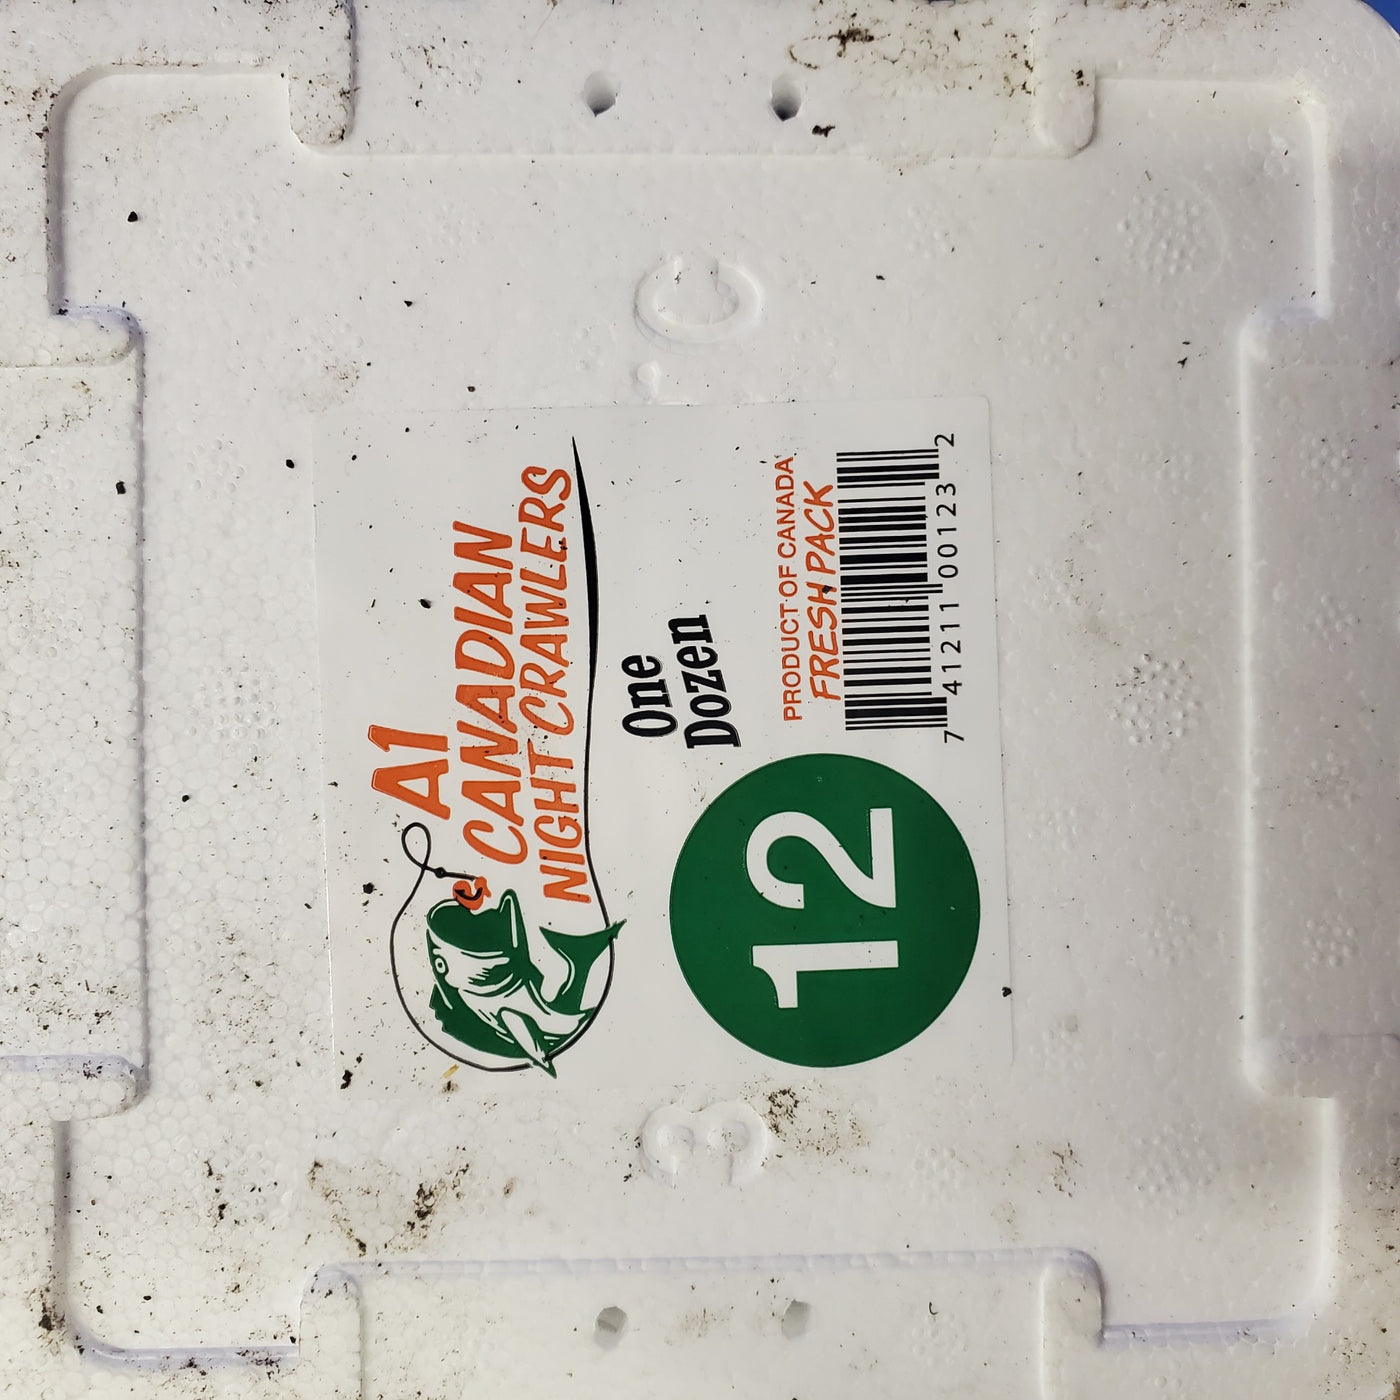 A1
CANADIAN
NIGHT CRAWLERS
One
Dozen
12
PRODUCT OF CANADA
FRESH PACK
7 41211 00123 2